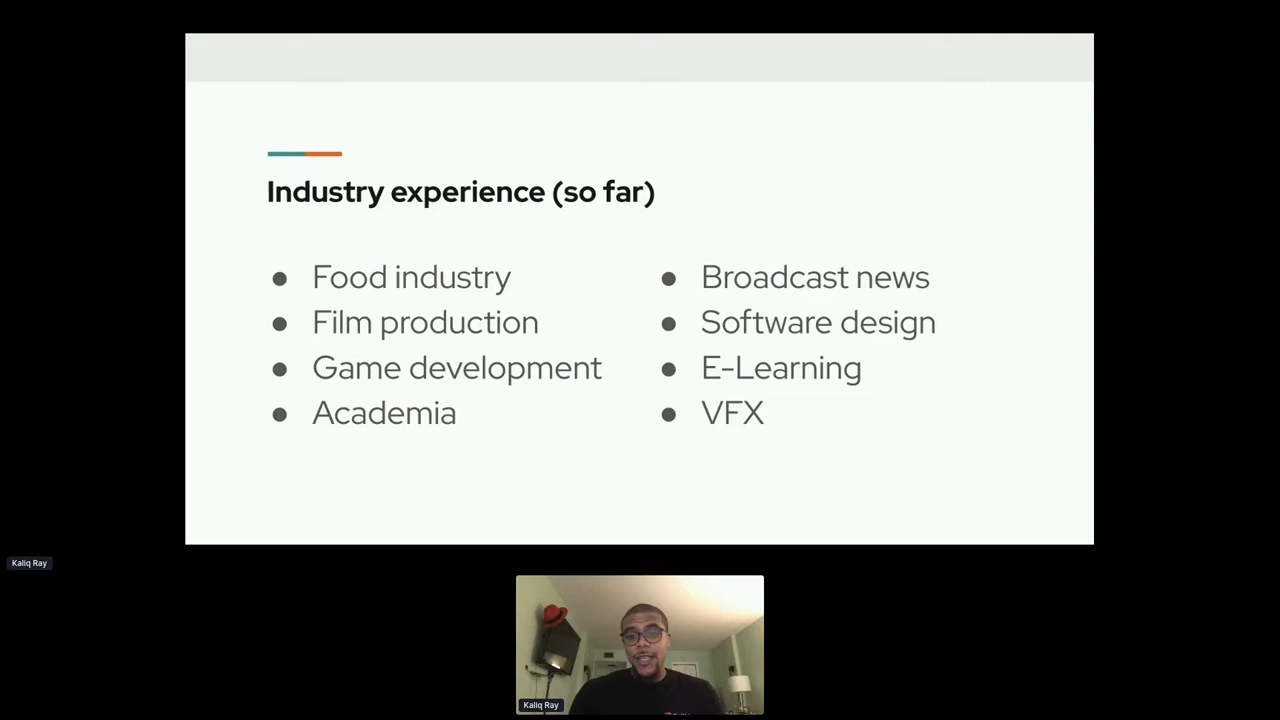 Industry experience (so far)
● Food industry
● Film production
● Game development
● Academia
● Broadcast news
● Software design
● E-Learning
● VFX
Kaliq Ray
Kaliq Ray